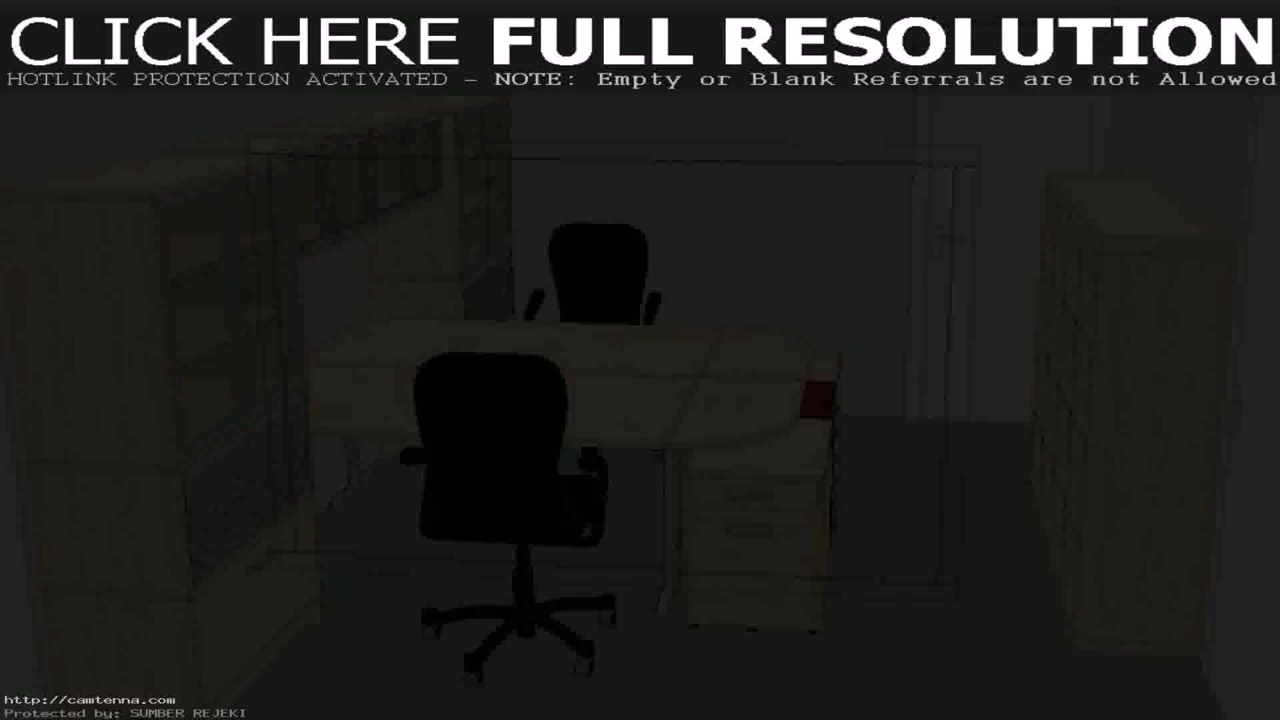 CLICK HERE FULL RESOLUTION
HOTLINK PROTECTION ACTIVATED - NOTE: Empty or Blank Referrals are not Allowed
http://camtenna.com
Protected by: SUMBER REJEKI